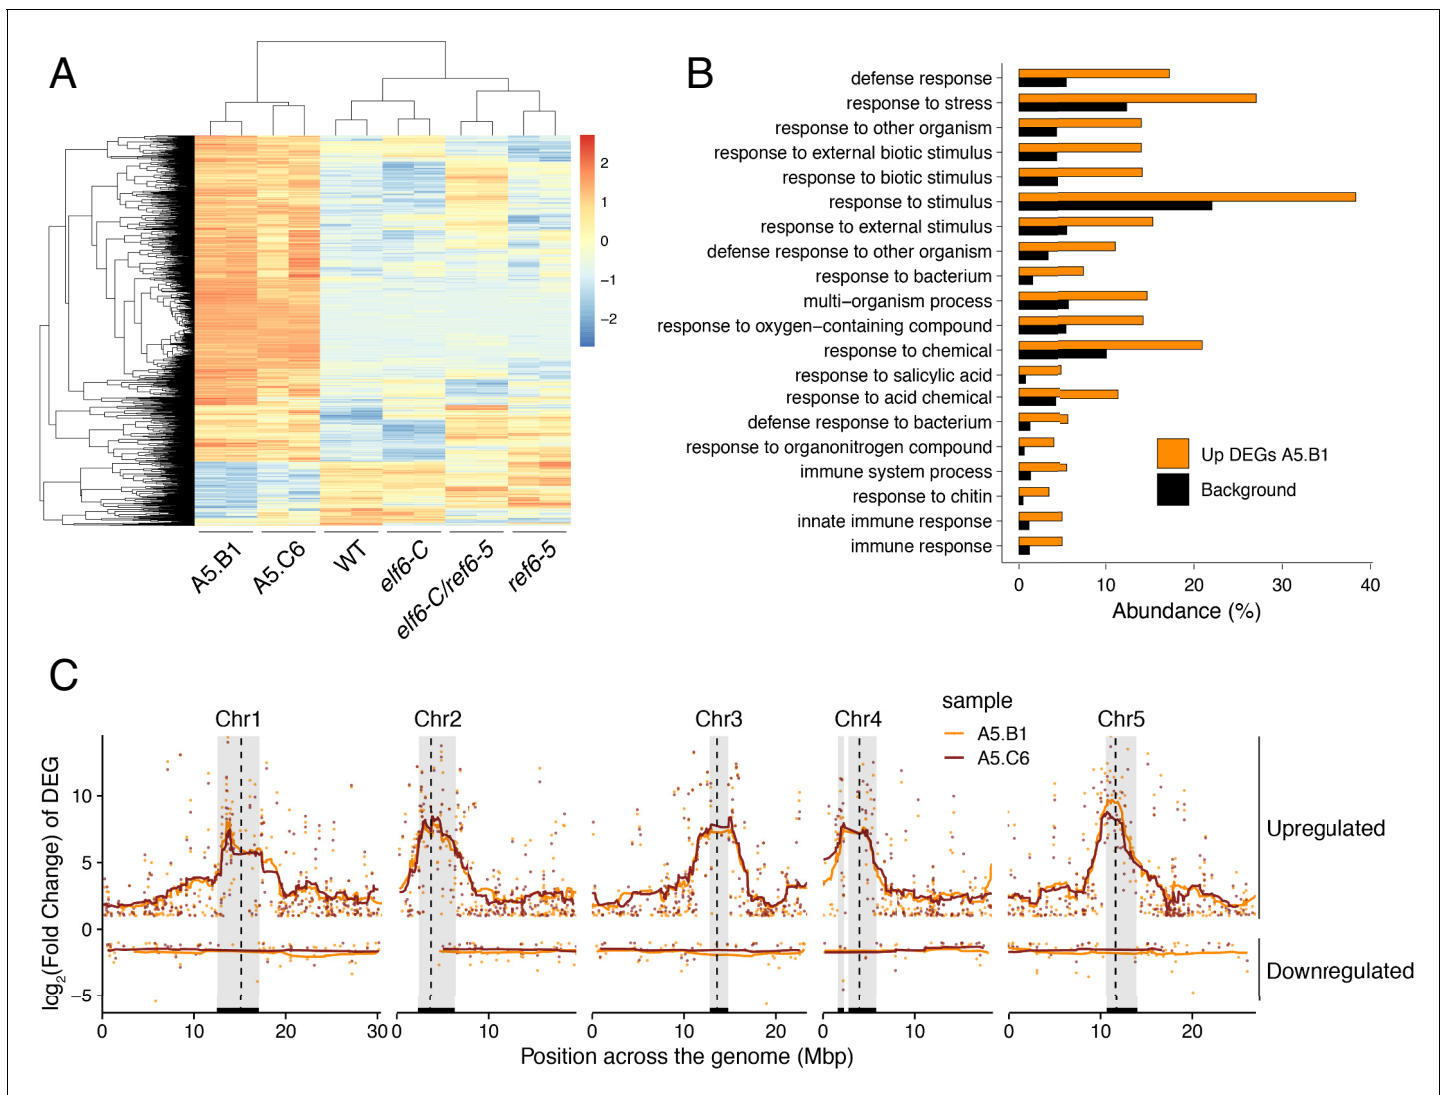 A
2
1
0
−1
−2
A5.B1
A5.C6
WT
elf6-C
elf6-C/ref6-5
ref6-5
B
defense response
response to stress
response to other organism
response to external biotic stimulus
response to biotic stimulus
response to stimulus
response to external stimulus
defense response to other organism
response to bacterium
multi−organism process
response to oxygen−containing compound
response to chemical
response to salicylic acid
response to acid chemical
defense response to bacterium
response to organonitrogen compound
immune system process
response to chitin
innate immune response
immune response
Up DEGs A5.B1
Background
0 10 20 30 40
Abundance (%)
C
sample
A5.B1
A5.C6
Chr1 Chr2 Chr3 Chr4 Chr5
log2(Fold Change) of DEG
10
5
0
−5
Upregulated
Downregulated
0 10 20 30 0 10 0 10 20 0 10 0 10 20
Position across the genome (Mbp)